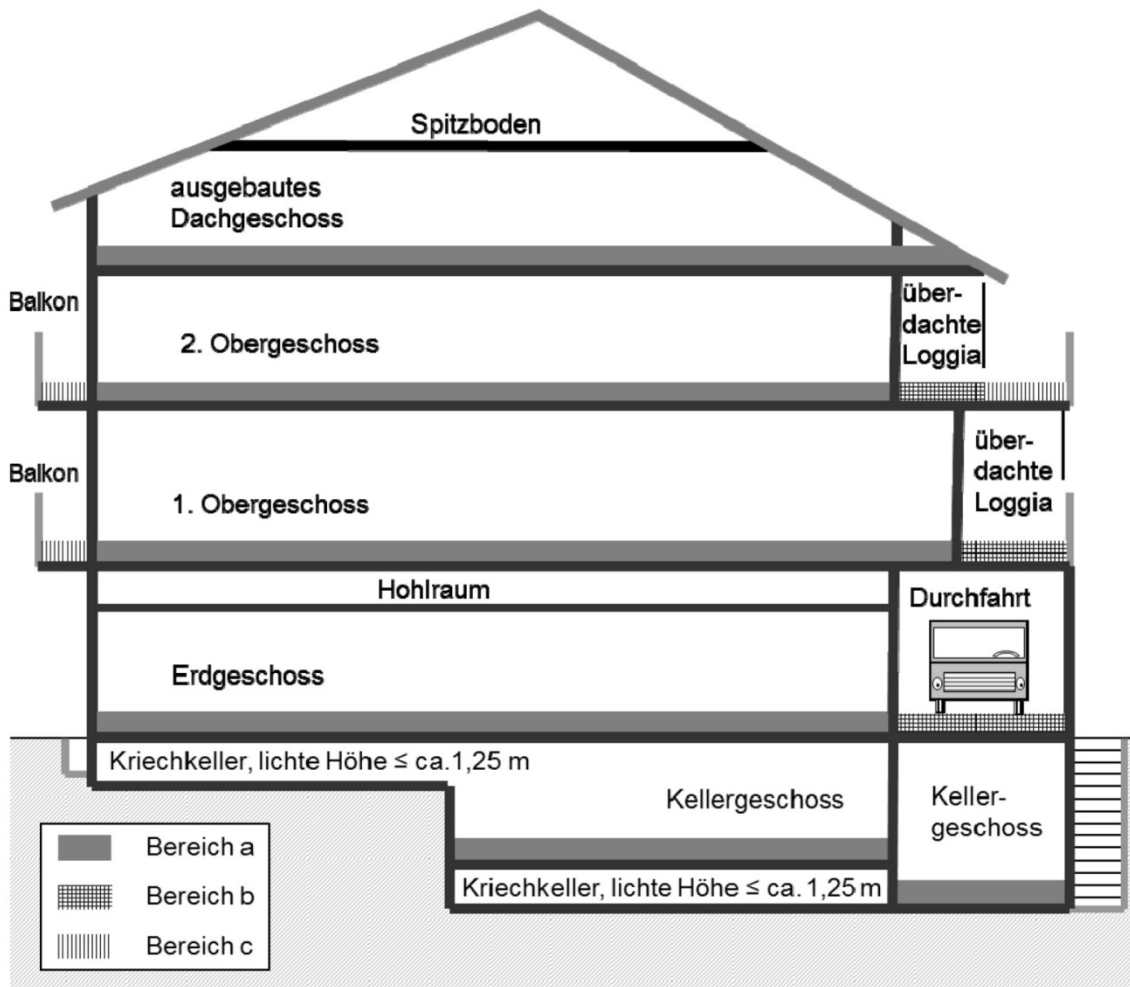 Spitzboden
ausgebautes
Dachgeschoss
Balkon
2. Obergeschoss
über-
dachte
Loggia
Balkon
1. Obergeschoss
über-
dachte
Loggia
Hohlraum
Durchfahrt
Erdgeschoss
Kriechkeller, lichte Höhe ≤ ca.1,25 m
Kellergeschoss
Keller-
geschoss
Kriechkeller, lichte Höhe ≤ ca. 1,25 m
Bereich a
Bereich b
Bereich c